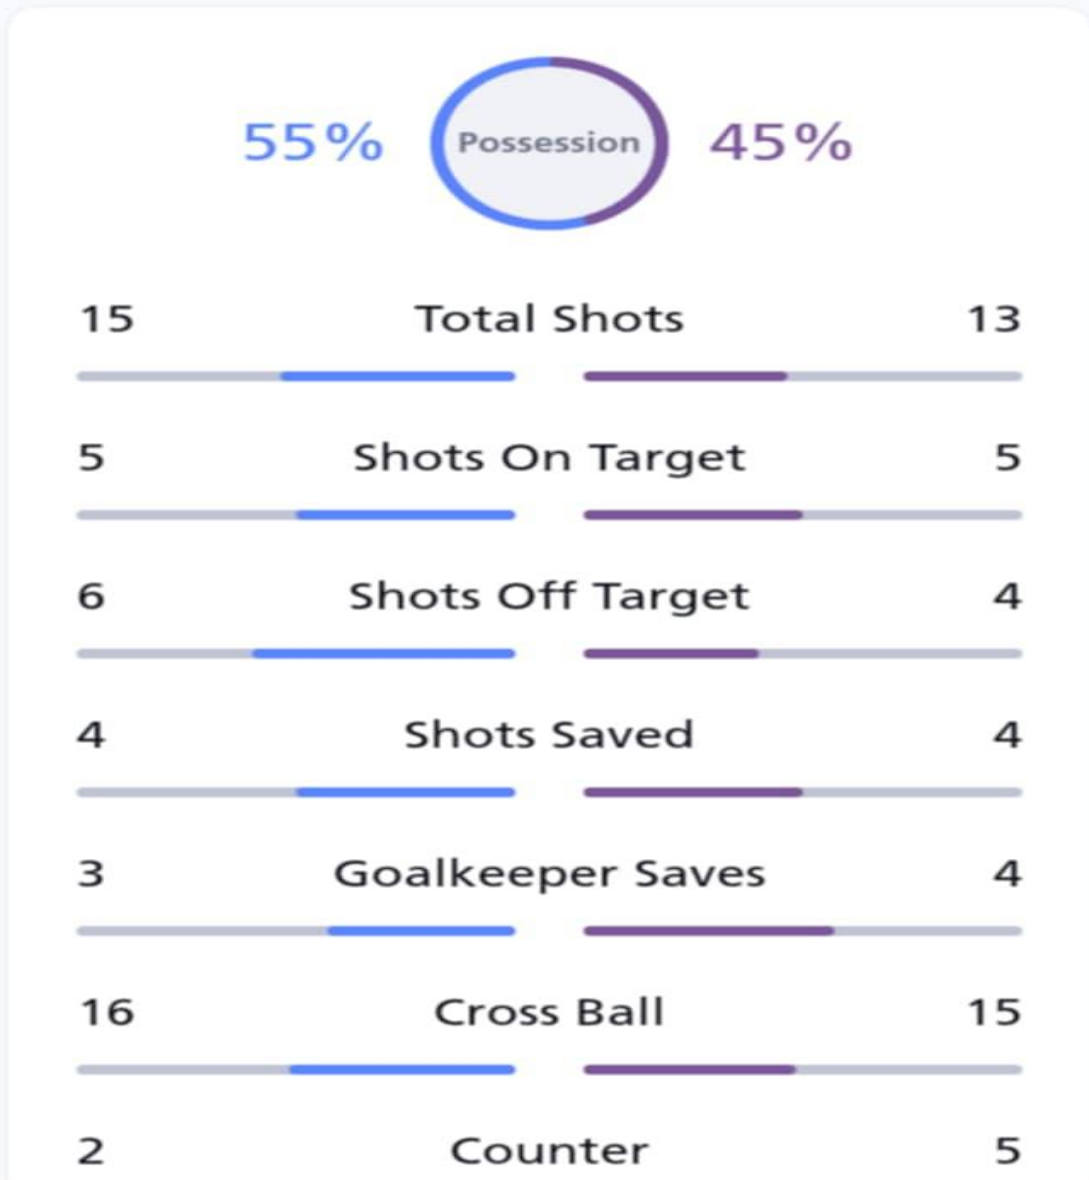 55% Possession 45%
15 Total Shots 13
5 Shots On Target 5
6 Shots Off Target 4
4 Shots Saved 4
3 Goalkeeper Saves 4
16 Cross Ball 15
2 Counter 5